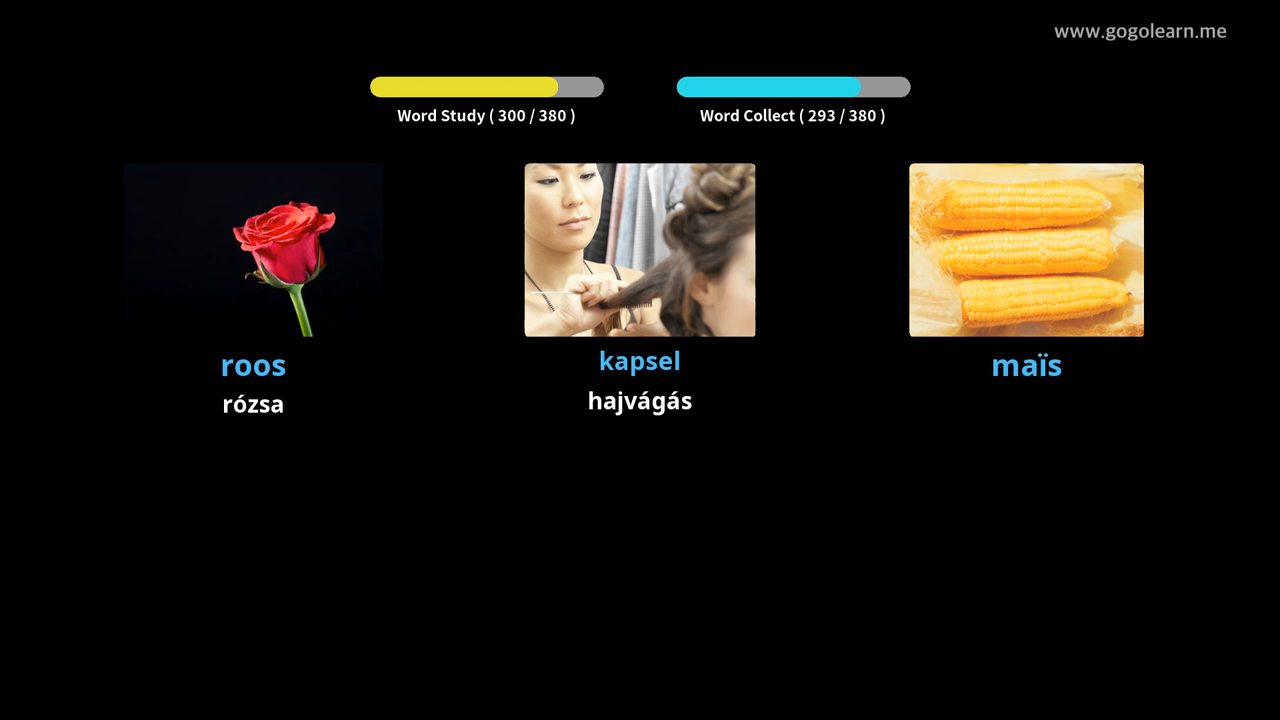 www.gogolearn.me
Word Study ( 300 / 380 )
Word Collect ( 293 / 380 )
roos
rózsa
kapsel
hajvágás
maïs